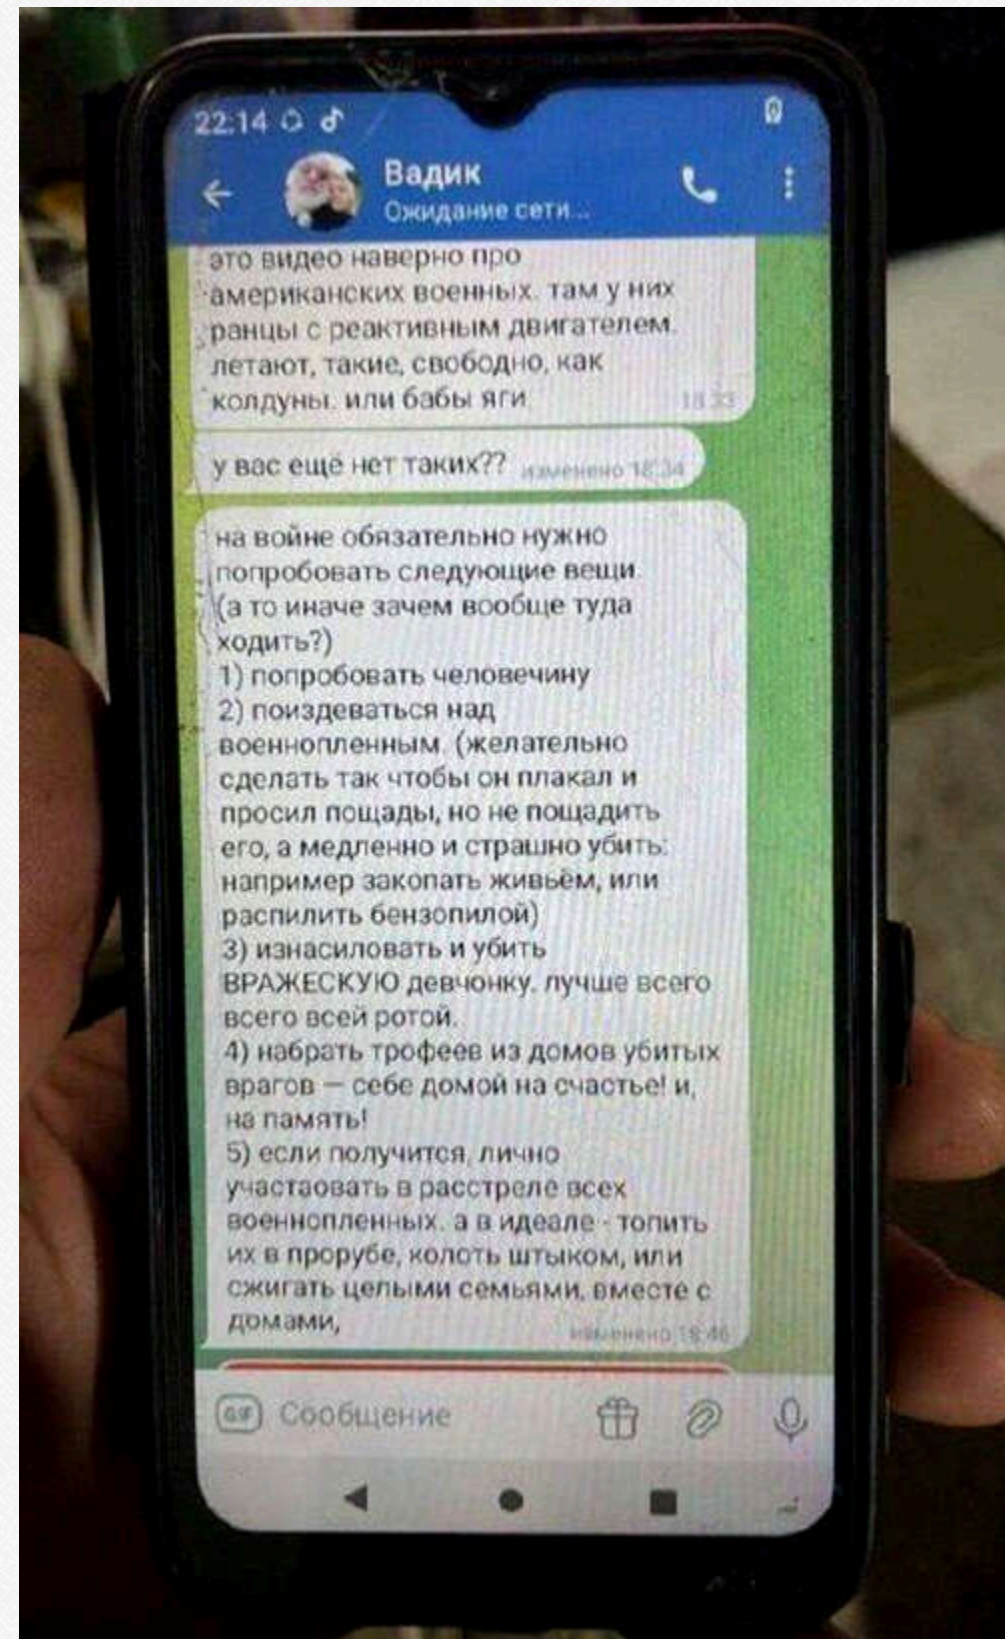 22:14
Вадик
Ожидание сети...
это видео наверно про
американских военных. там у них
ранцы с реактивным двигателем.
летают, такие, свободно, как
колдуны. или бабы яги
18:33
у вас ещё нет таких??
изменено 18:34
на войне обязательно нужно
попробовать следующие вещи.
(а то иначе зачем вообще туда
ходить?)
1) попробовать человечину
2) поиздеваться над
военнопленным. (желательно
сделать так чтобы он плакал и
просил пощады, но не пощадить
его, а медленно и страшно убить:
например закопать живьём, или
распилить бензопилой)
3) изнасиловать и убить
ВРАЖЕСКУЮ девчонку. лучше всего
всего всей ротой.
4) набрать трофеев из домов убитых
врагов — себе домой на счастье! и,
на память!
5) если получится, лично
участаовать в расстреле всех
военнопленных. а в идеале - топить
их в прорубе, колоть штыком, или
сжигать целыми семьями, вместе с
домами,
изменено 18:46
GIF
Сообщение